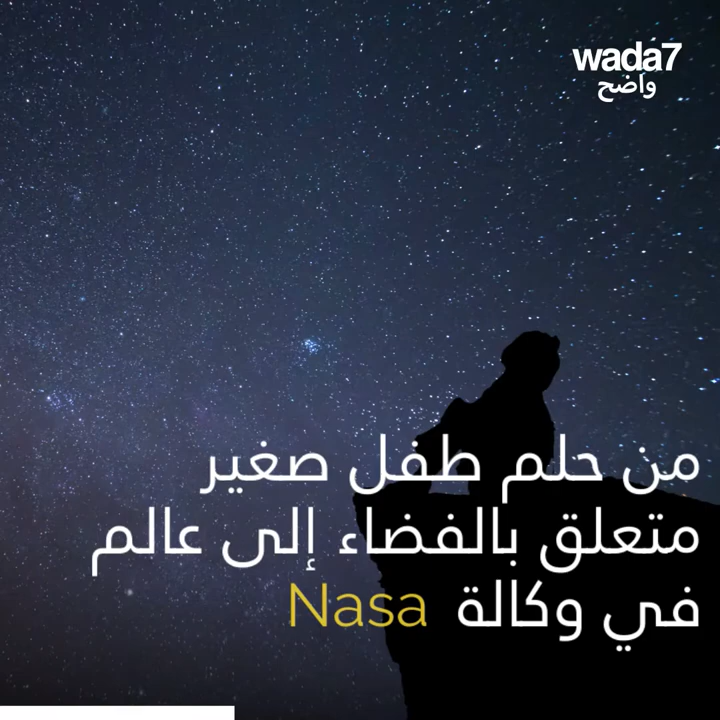 wada7
واضح
من حلم طفل صغير
متعلق بالفضاء إلى عالم
في وكالة Nasa